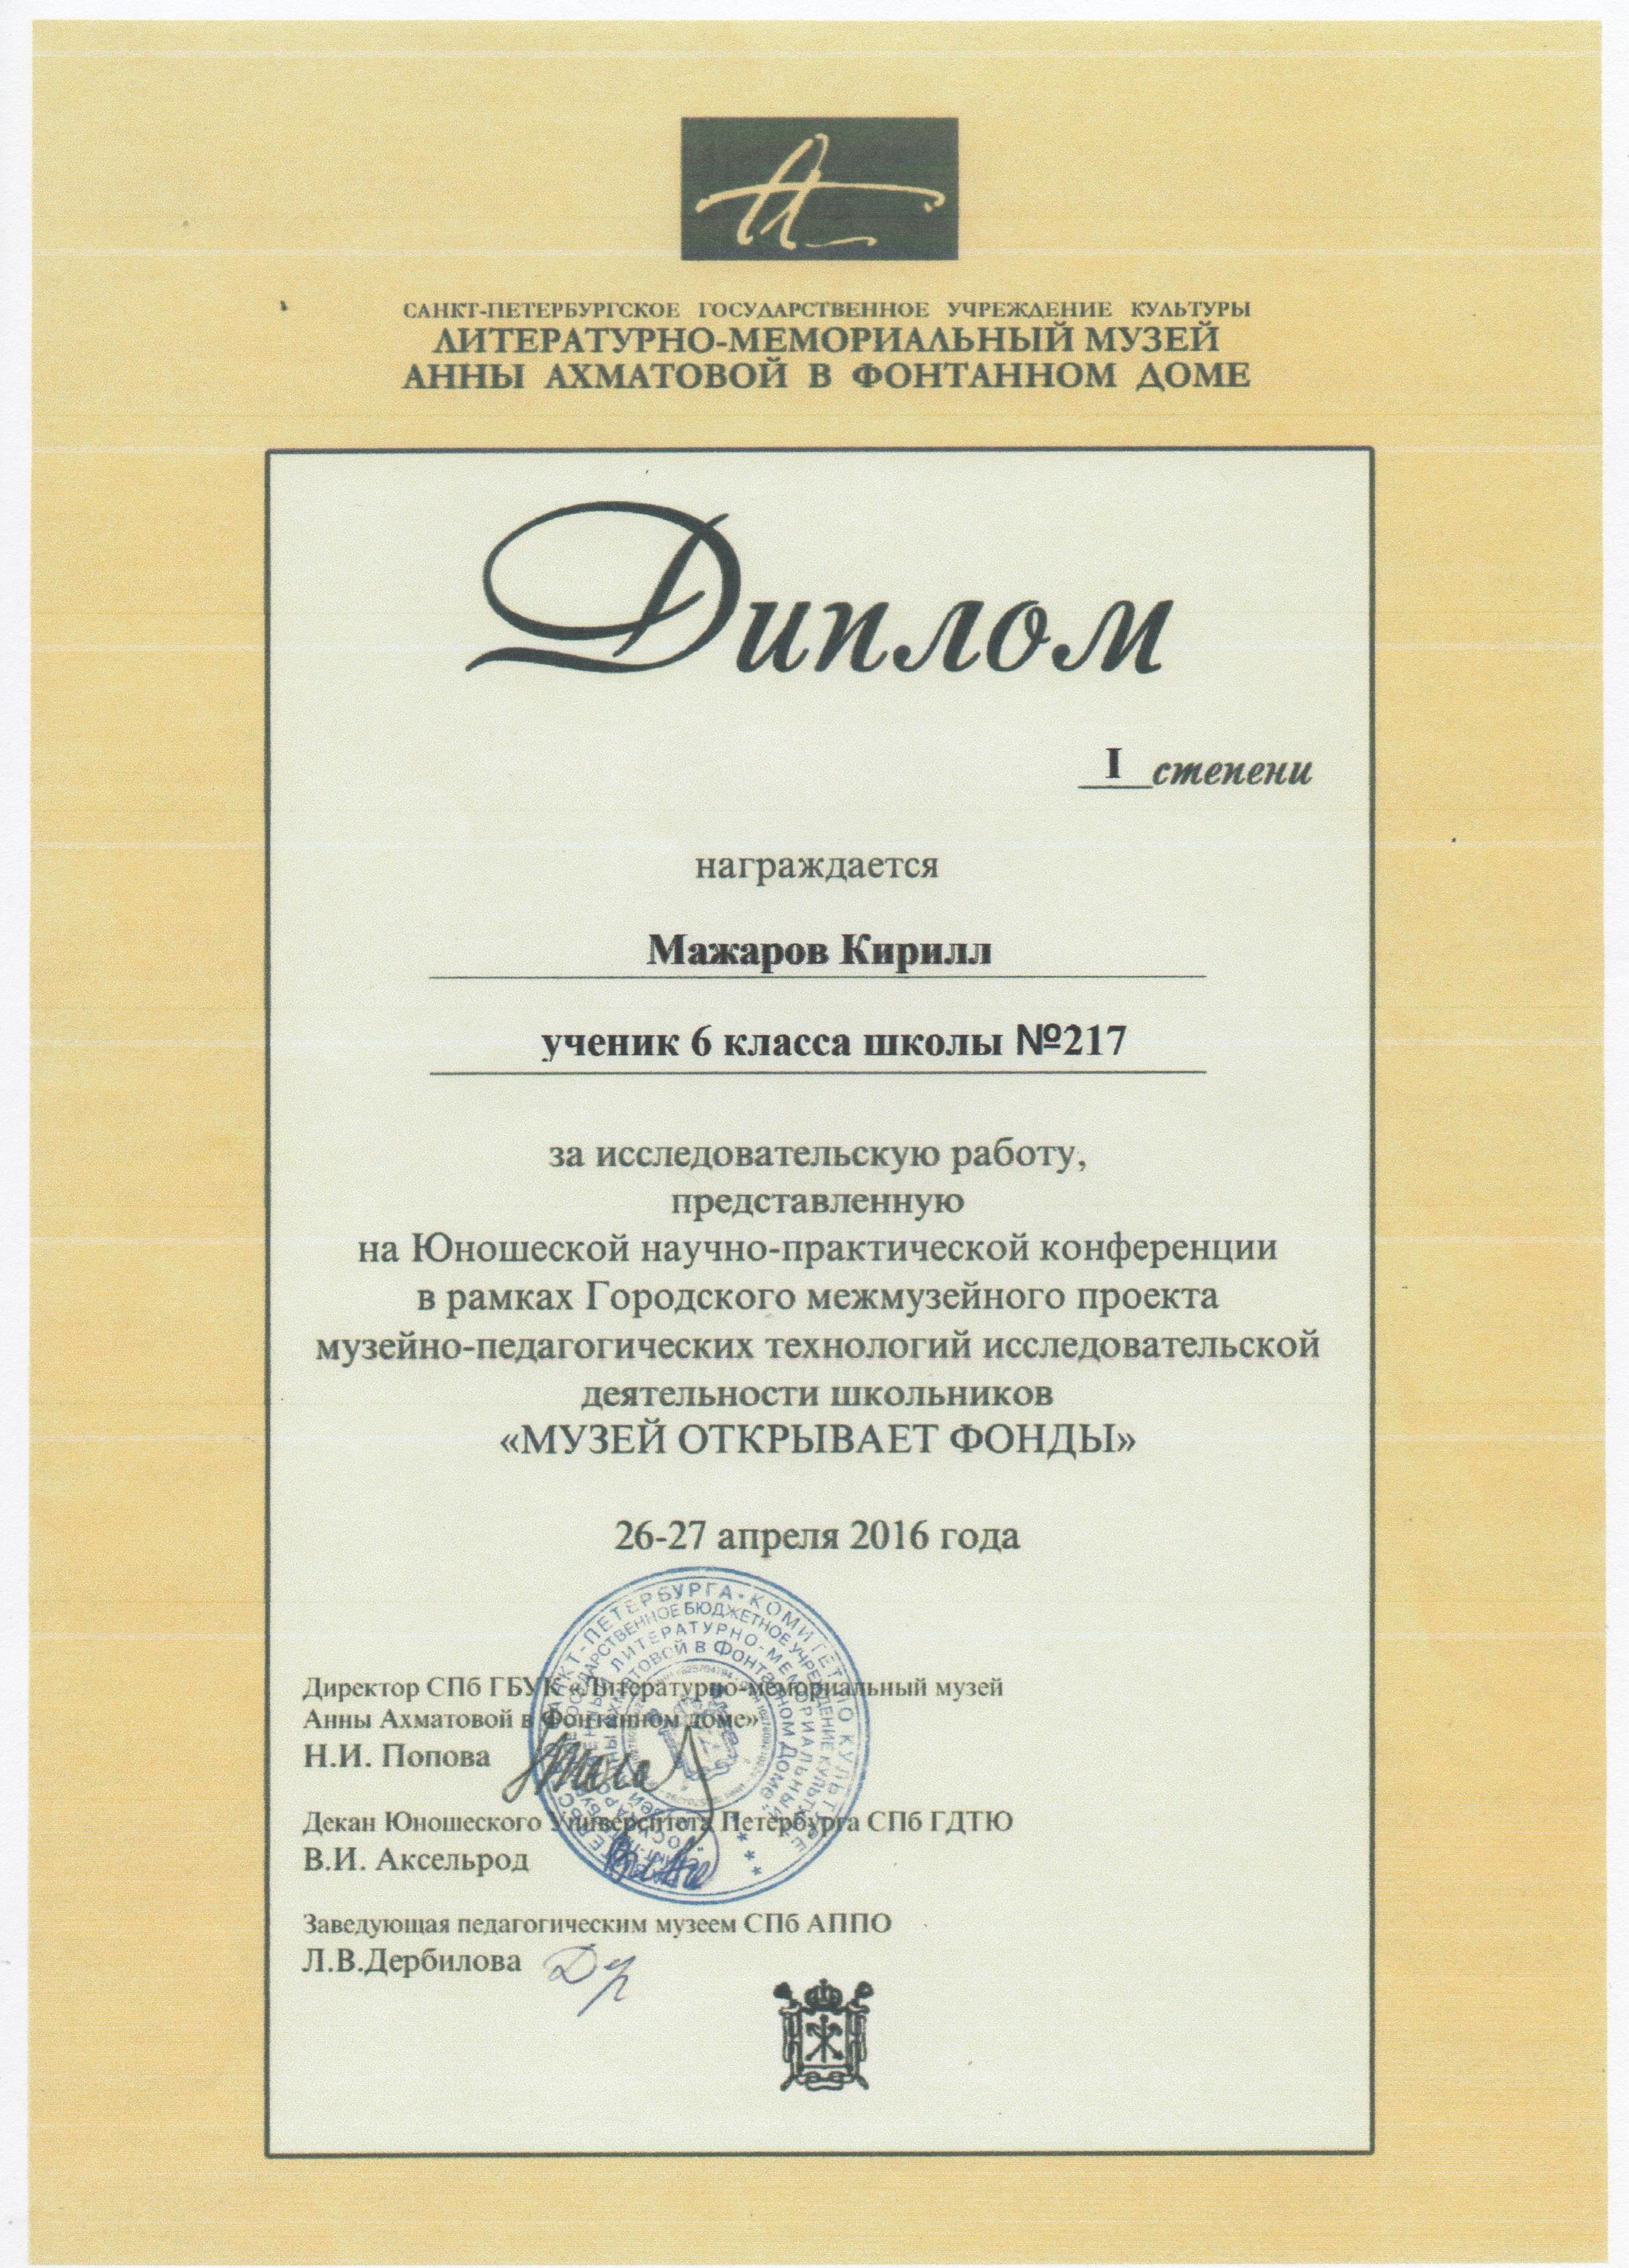 САНКТ-ПЕТЕРБУРГСКОЕ ГОСУДАРСТВЕННОЕ УЧРЕЖДЕНИЕ КУЛЬТУРЫ
ЛИТЕРАТУРНО-МЕМОРИАЛЬНЫЙ МУЗЕЙ
АННЫ АХМАТОВОЙ В ФОНТАННОМ ДОМЕ
Диплом
I степени
награждается
Мажаров Кирилл
ученик 6 класса школы №217
за исследовательскую работу,
представленную
на Юношеской научно-практической конференции
в рамках Городского межмузейного проекта
музейно-педагогических технологий исследовательской
деятельности школьников
«МУЗЕЙ ОТКРЫВАЕТ ФОНДЫ»
26-27 апреля 2016 года
Директор СПб ГБУК «Литературно-мемориальный музей
Анны Ахматовой в Фонтанном доме»
Н.И. Попова
Декан Юношеского Университета Петербурга СПб ГДТЮ
В.И. Аксельрод
Заведующая педагогическим музеем СПб АППО
Л.В.Дербилова